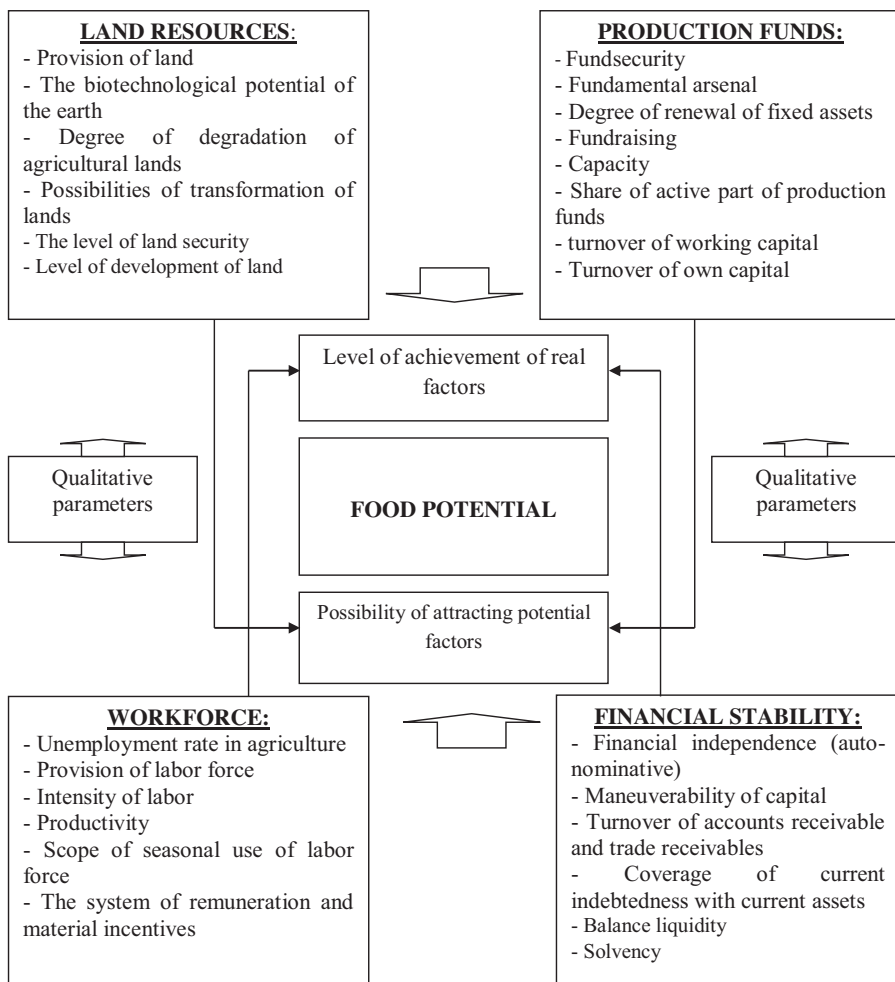 LAND RESOURCES:
- Provision of land
- The biotechnological potential of
the earth
- Degree of degradation of
agricultural lands
- Possibilities of transformation of
lands
- The level of land security
- Level of development of land
PRODUCTION FUNDS:
- Fundsecurity
- Fundamental arsenal
- Degree of renewal of fixed assets
- Fundraising
- Capacity
- Share of active part of production
funds
- turnover of working capital
- Turnover of own capital
Level of achievement of real
factors
Qualitative
parameters
FOOD POTENTIAL
Qualitative
parameters
Possibility of attracting potential
factors
WORKFORCE:
- Unemployment rate in agriculture
- Provision of labor force
- Intensity of labor
- Productivity
- Scope of seasonal use of labor
force
- The system of remuneration and
material incentives
FINANCIAL STABILITY:
- Financial independence (auto-
nominative)
- Maneuverability of capital
- Turnover of accounts receivable
and trade receivables
- Coverage of current
indebtedness with current assets
- Balance liquidity
- Solvency